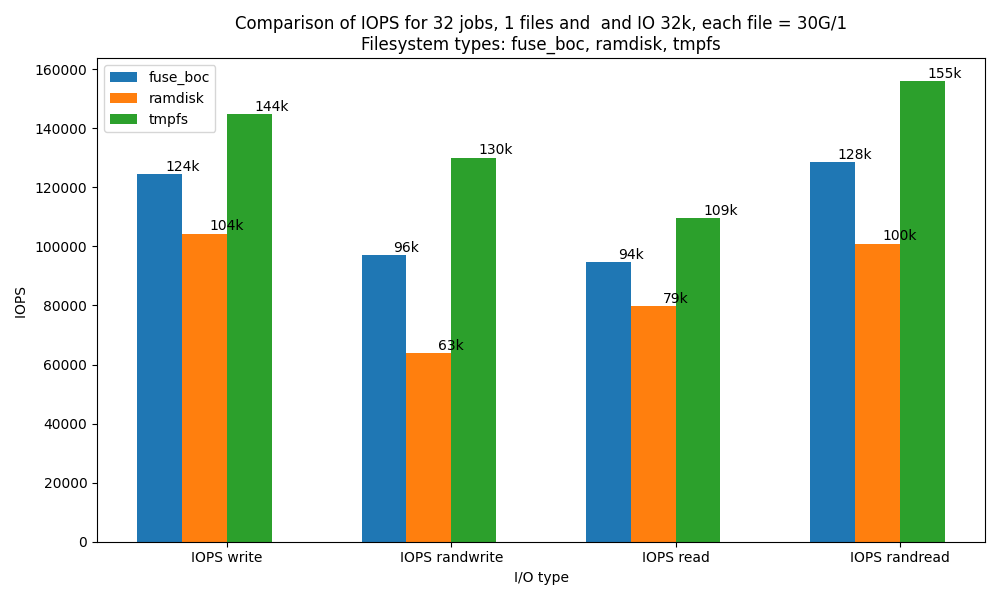 Comparison of IOPS for 32 jobs, 1 files and  and IO 32k, each file = 30G/1
Filesystem types: fuse_boc, ramdisk, tmpfs
fuse_boc
ramdisk
tmpfs
IOPS
160000
140000
120000
100000
80000
60000
40000
20000
0
124k
104k
144k
96k
63k
130k
94k
79k
109k
128k
100k
155k
IOPS write
IOPS randwrite
IOPS read
IOPS randread
I/O type